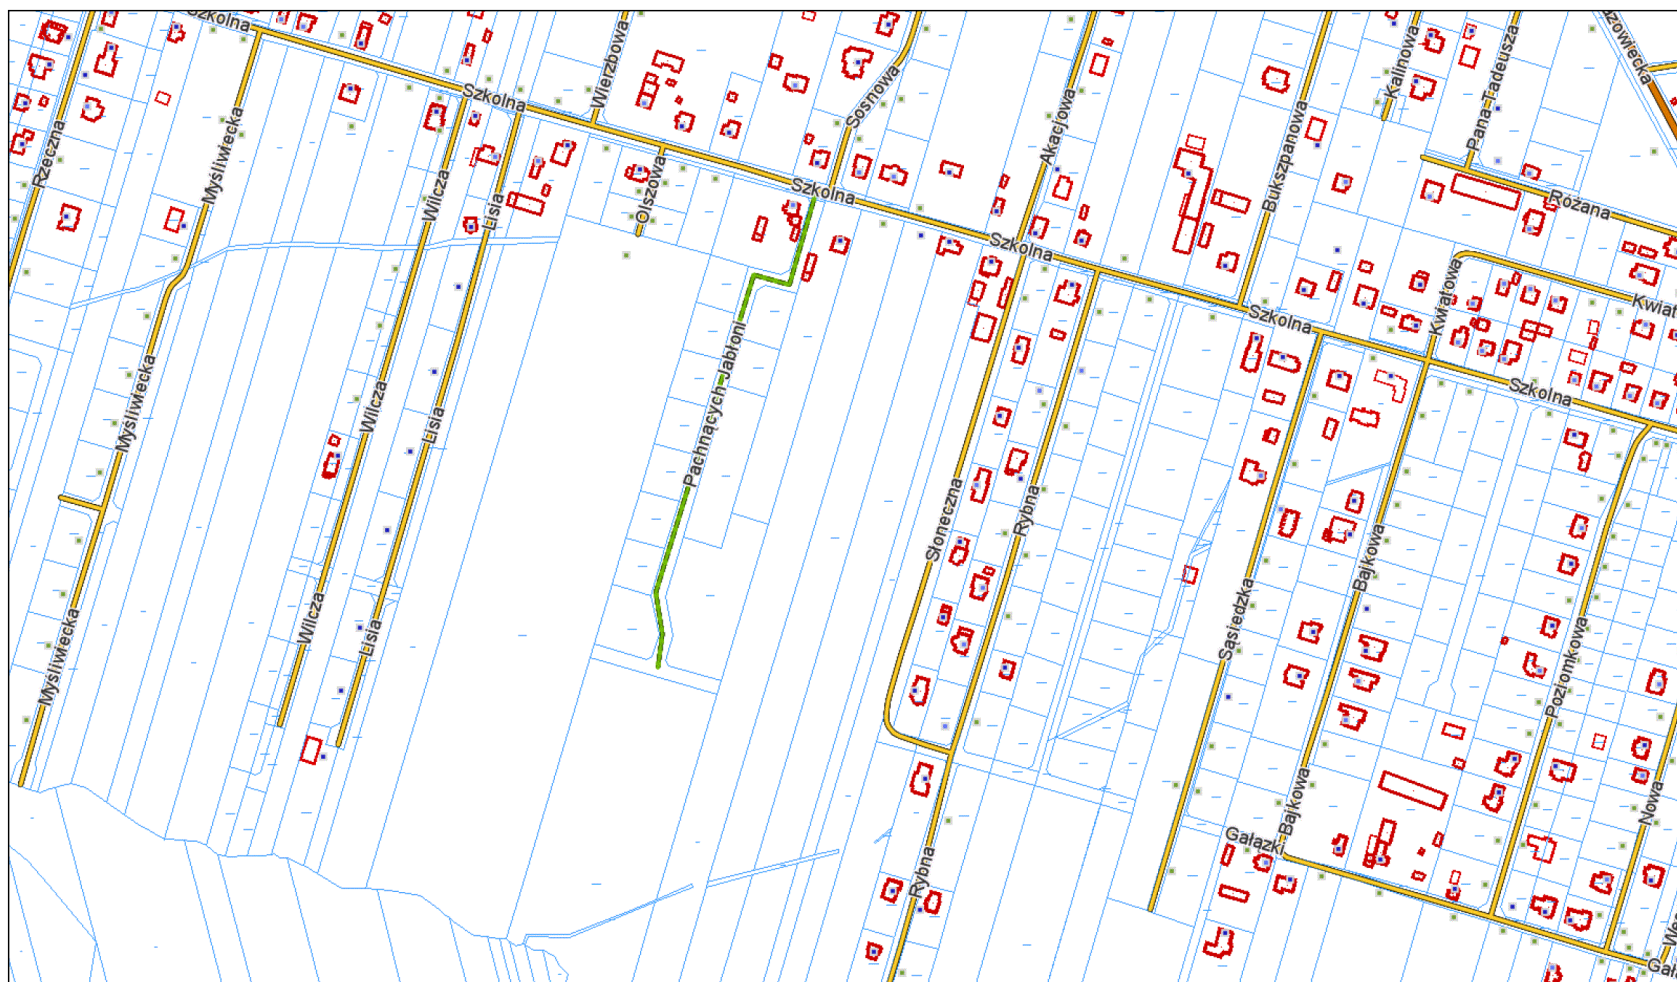 Szkolna
Wierzbowa
Sosnowa
Akacjowa
Bukszpanowa
Kalinowa
Pana Tadeusza
Rzeczna
Myśliwiecka
Szkolna
Wilcza
Lisia
Olszowa
Szkolna
Różana
Szkolna
Kwiatowa
Szkolna
Szkolna
Pachnących Jabłoni
Myśliwiecka
Wilcza
Lisia
Słoneczna
Rybna
Sąsiedzka
Bajkowa
Poziomkowa
Myśliwiecka
Wilcza
Lisia
Bajkowa
Nowa
Gałązki
Rybna